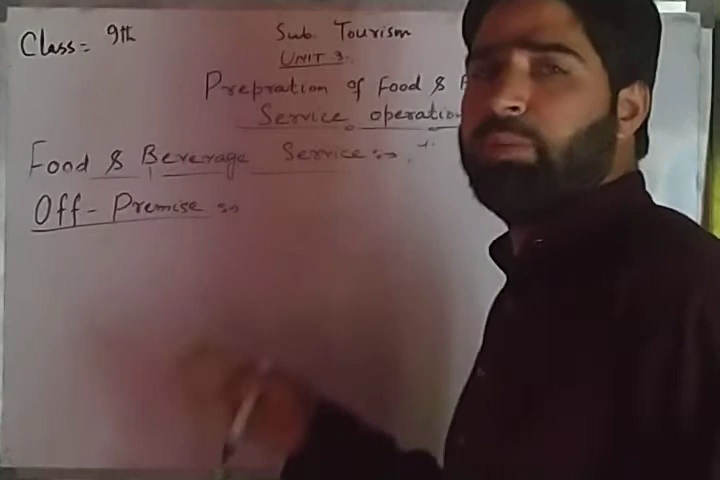 Class = 9th
Sub. Tourism
UNIT 3.
Prepration of Food &
Service operation
Food & Beverage Service :→
Off - Premise :→